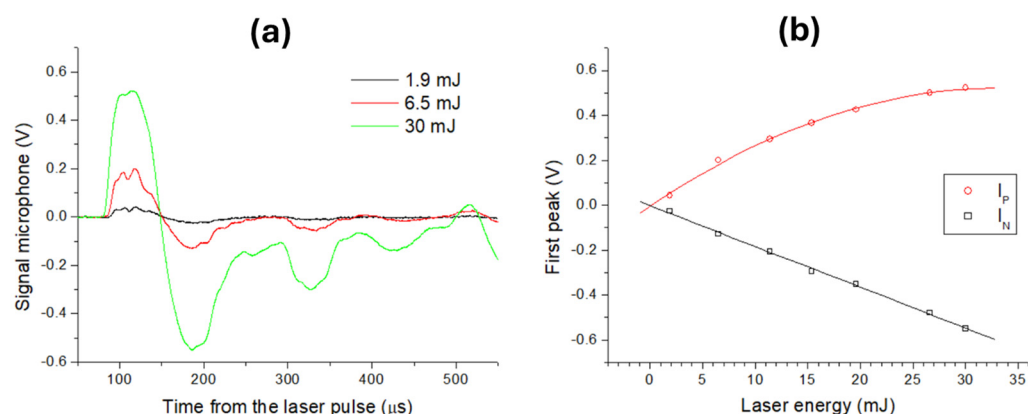 (a)
1.9 mJ
6.5 mJ
30 mJ
0.6
0.4
0.2
0.0
-0.2
-0.4
-0.6
Signal microphone (V)
100 200 300 400 500
Time from the laser pulse (μs)
(b)
0.6
0.4
0.2
0.0
-0.2
-0.4
-0.6
First peak (V)
I_P
I_N
0 5 10 15 20 25 30 35
Laser energy (mJ)